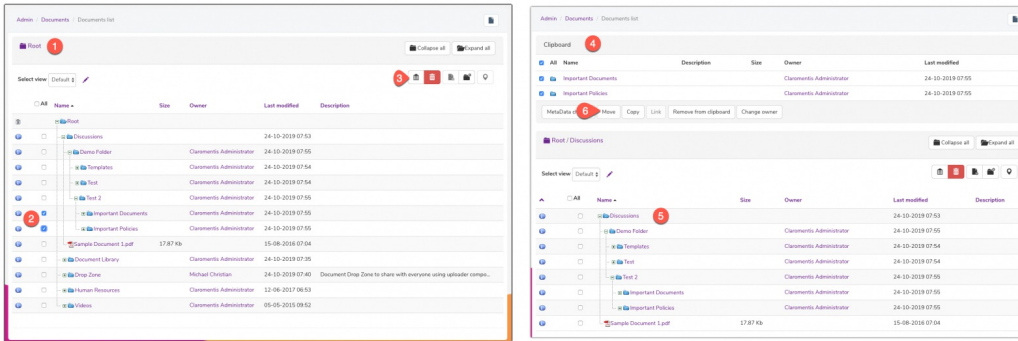 Admin / Documents / Documents list
Root 1
Collapse all Expand all
Select view Default
3
All Name Size Owner Last modified Description
Root
Discussions 24-10-2019 07:53
Demo Folder Claromentis Administrator 24-10-2019 07:55
Templates Claromentis Administrator 24-10-2019 07:54
Test Claromentis Administrator 24-10-2019 07:54
Test 2 Claromentis Administrator 24-10-2019 07:55
2
Important Documents Claromentis Administrator 24-10-2019 07:55
Important Policies Claromentis Administrator 24-10-2019 07:55
Sample Document 1.pdf 17.87 Kb 15-08-2016 07:04
Document Library Claromentis Administrator 24-10-2019 07:35
Drop Zone Michael Christian 24-10-2019 07:40 Document Drop Zone to share with everyone using uploader compo...
Human Resources Claromentis Administrator 12-06-2017 06:53
Videos Claromentis Administrator 05-05-2015 09:52
Admin / Documents / Documents list
Clipboard 4
All Name Description Size Owner Last modified
Important Documents Claromentis Administrator 24-10-2019 07:55
Important Policies Claromentis Administrator 24-10-2019 07:55
MetaData 6 Move Copy Link Remove from clipboard Change owner
Root / Discussions
Collapse all Expand all
Select view Default
All Name Size Owner Last modified Description
Discussions 5 24-10-2019 07:53
Demo Folder Claromentis Administrator 24-10-2019 07:55
Templates Claromentis Administrator 24-10-2019 07:54
Test Claromentis Administrator 24-10-2019 07:54
Test 2 Claromentis Administrator 24-10-2019 07:55
Important Documents Claromentis Administrator 24-10-2019 07:55
Important Policies Claromentis Administrator 24-10-2019 07:55
Sample Document 1.pdf 17.87 Kb 15-08-2016 07:04